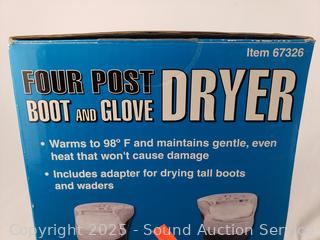 Item 67326
FOUR POST
BOOT AND GLOVE DRYER
• Warms to 98° F and maintains gentle, even
heat that won't cause damage
• Includes adapter for drying tall boots
and waders
Copyright 2025 - Sound Auction Service